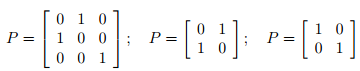 P = [ 0 1 0
1 0 0
0 0 1 ] ; P = [ 0 1
1 0 ] ; P = [ 1 0
0 1 ]